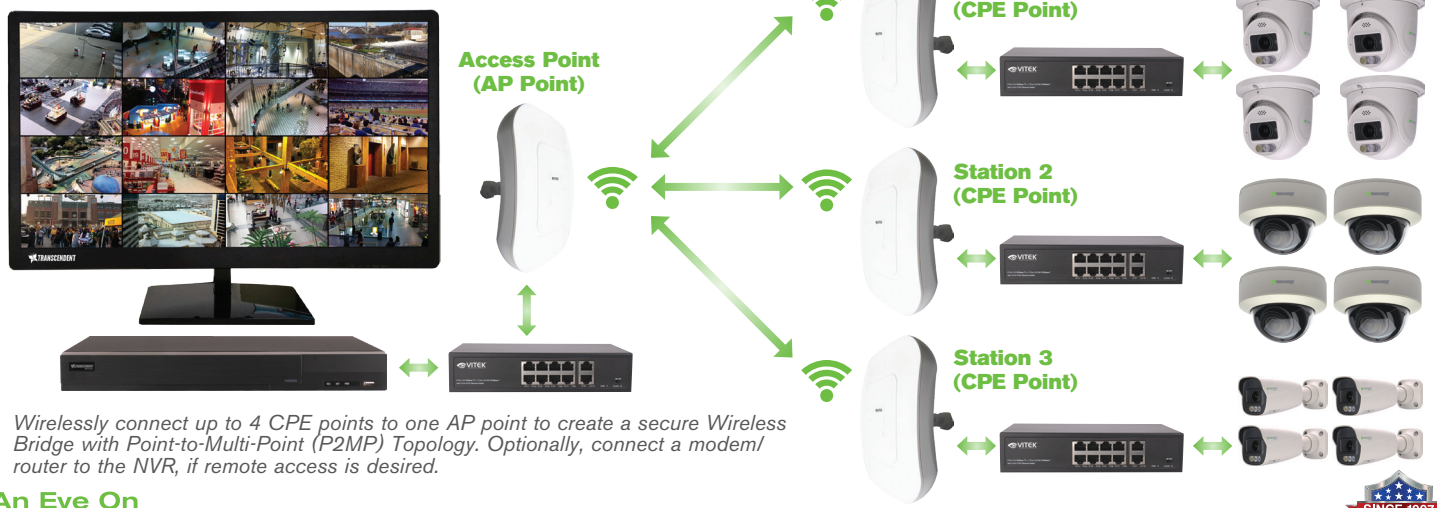 (CPE Point)
Access Point
(AP Point)
VITEK
Station 2
(CPE Point)
VITEK
TRANSCENDENT
VITEK
Station 3
(CPE Point)
VITEK
Wirelessly connect up to 4 CPE points to one AP point to create a secure Wireless
Bridge with Point-to-Multi-Point (P2MP) Topology. Optionally, connect a modem/
router to the NVR, if remote access is desired.
An Eye On